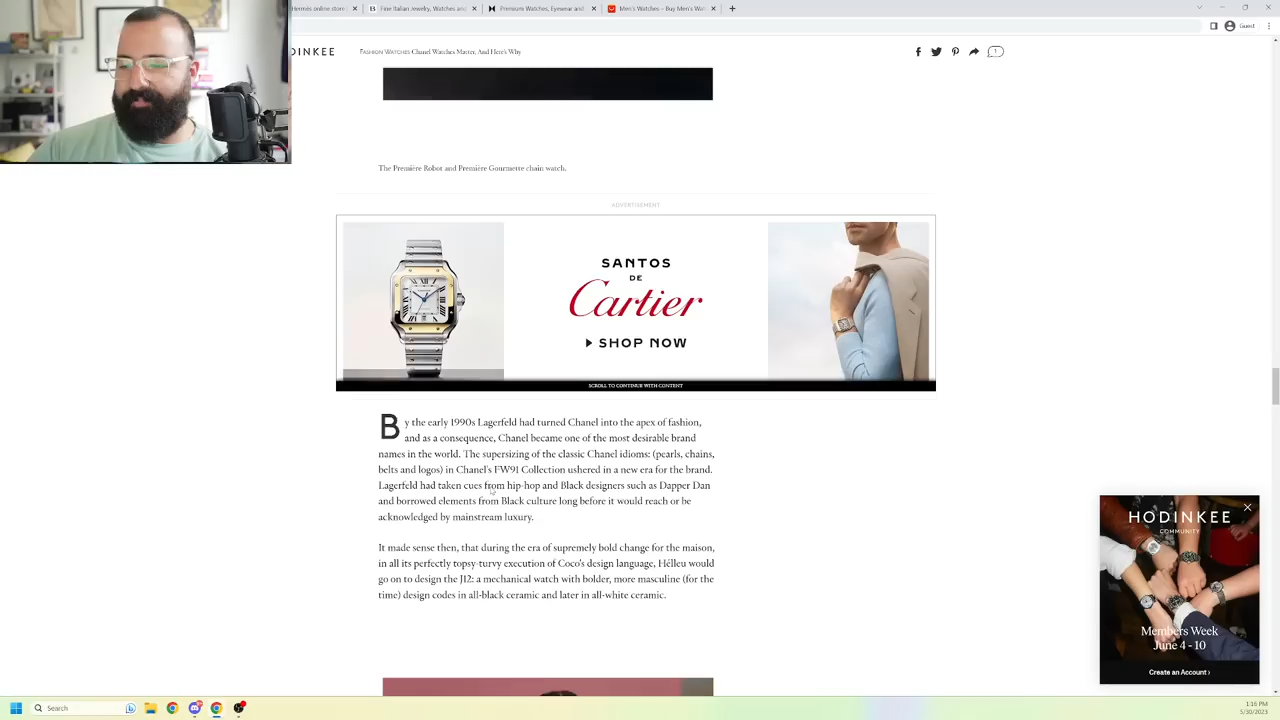 Hermès online store
Fine Italian Jewelry, Watches and
Premium Watches, Eyewear and
Men's Watches – Buy Men's Wat
Guest
DINKEE
FASHION WATCHES Chanel Watches Matter, And Here's Why
1
The Première Robot and Première Gourmette chain watch.
ADVERTISEMENT
SANTOS
DE
Cartier
SHOP NOW
SCROLL TO CONTINUE WITH CONTENT
By the early 1990s Lagerfeld had turned Chanel into the apex of fashion,
and as a consequence, Chanel became one of the most desirable brand
names in the world. The supersizing of the classic Chanel idioms: (pearls, chains,
belts and logos) in Chanel's FW91 Collection ushered in a new era for the brand.
Lagerfeld had taken cues from hip-hop and Black designers such as Dapper Dan
and borrowed elements from Black culture long before it would reach or be
acknowledged by mainstream luxury.
It made sense then, that during the era of supremely bold change for the maison,
in all its perfectly topsy-turvy execution of Coco's design language, Hélleu would
go on to design the J12: a mechanical watch with bolder, more masculine (for the
time) design codes in all-black ceramic and later in all-white ceramic.
HODINKEE
COMMUNITY
Members Week
June 4 - 10
Create an Account ›
Search
1:16 PM
5/30/2023